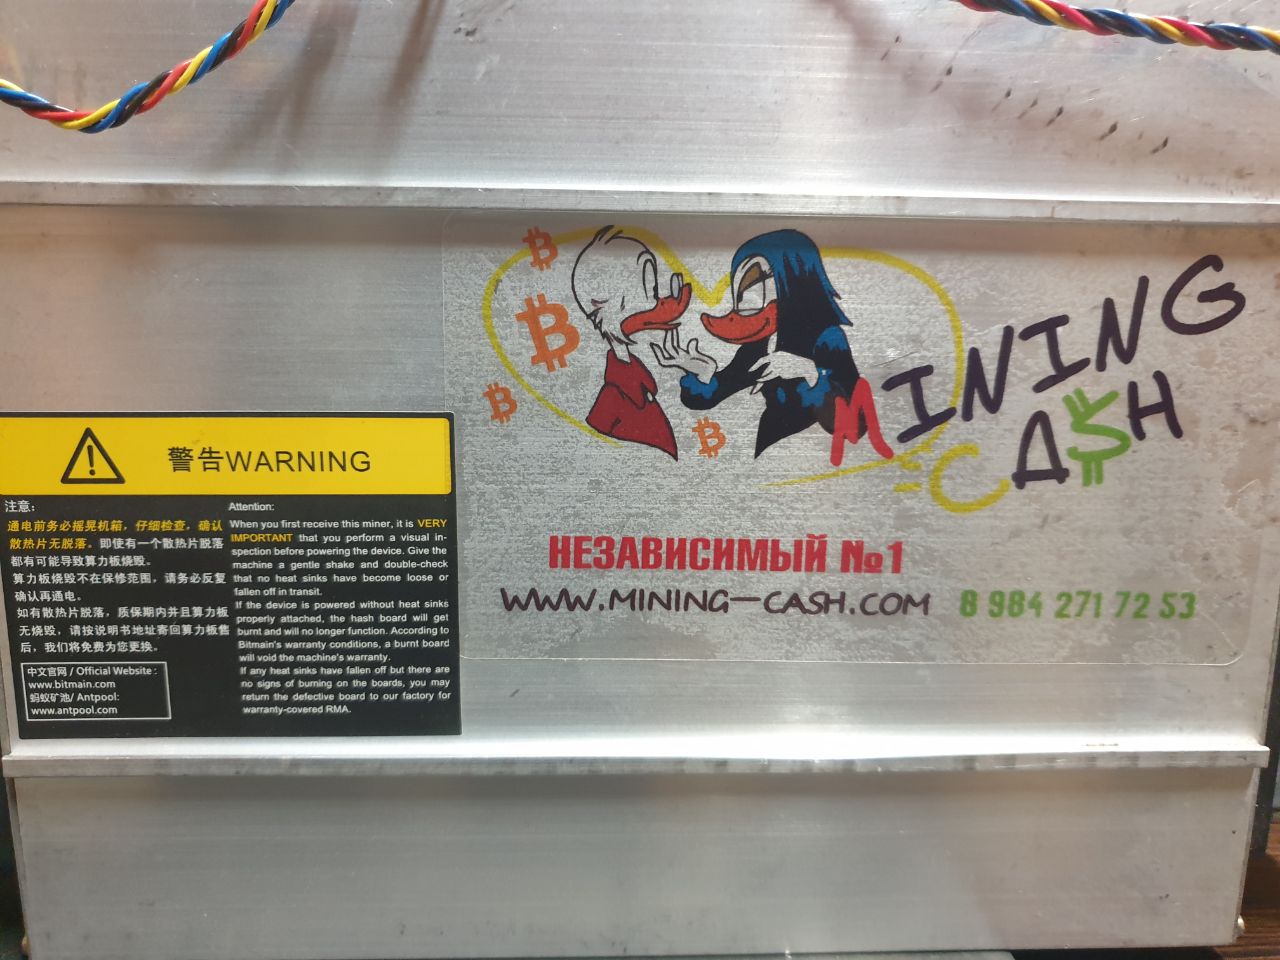 警告WARNING
注意:
通电前务必摇晃机箱，仔细检查，确认
散热片无脱落。即使有一个散热片脱落
都有可能导致算力板烧毁。
算力板烧毁不在保修范围，请务必反复
确认再通电。
如有散热片脱落，质保期内并且算力板
无烧毁，请按说明书地址寄回算力板售
后，我们将免费为您更换。
中文官网 / Official Website :
www.bitmain.com
蚂蚁矿池/ Antpool:
www.antpool.com
Attention:
When you first receive this miner, it is VERY
IMPORTANT that you perform a visual in-
spection before powering the device. Give the
machine a gentle shake and double-check
that no heat sinks have become loose or
fallen off in transit.
If the device is powered without heat sinks
properly attached, the hash board will get
burnt and will no longer function. According to
Bitmain's warranty conditions, a burnt board
will void the machine's warranty.
If any heat sinks have fallen off but there are
no signs of burning on the boards, you may
return the defective board to our factory for
warranty-covered RMA.
MINING
CA$H
НЕЗАВИСИМЫЙ №1
WWW.MINING-CASH.COM 8 984 271 72 53